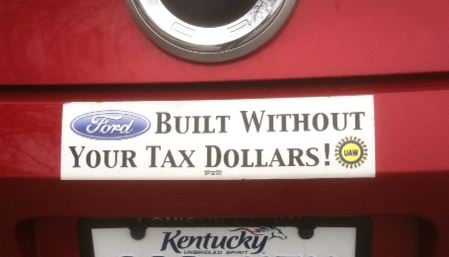 Ford BUILT WITHOUT
YOUR TAX DOLLARS! UAW
Kentucky
UNBRIDLED SPIRIT